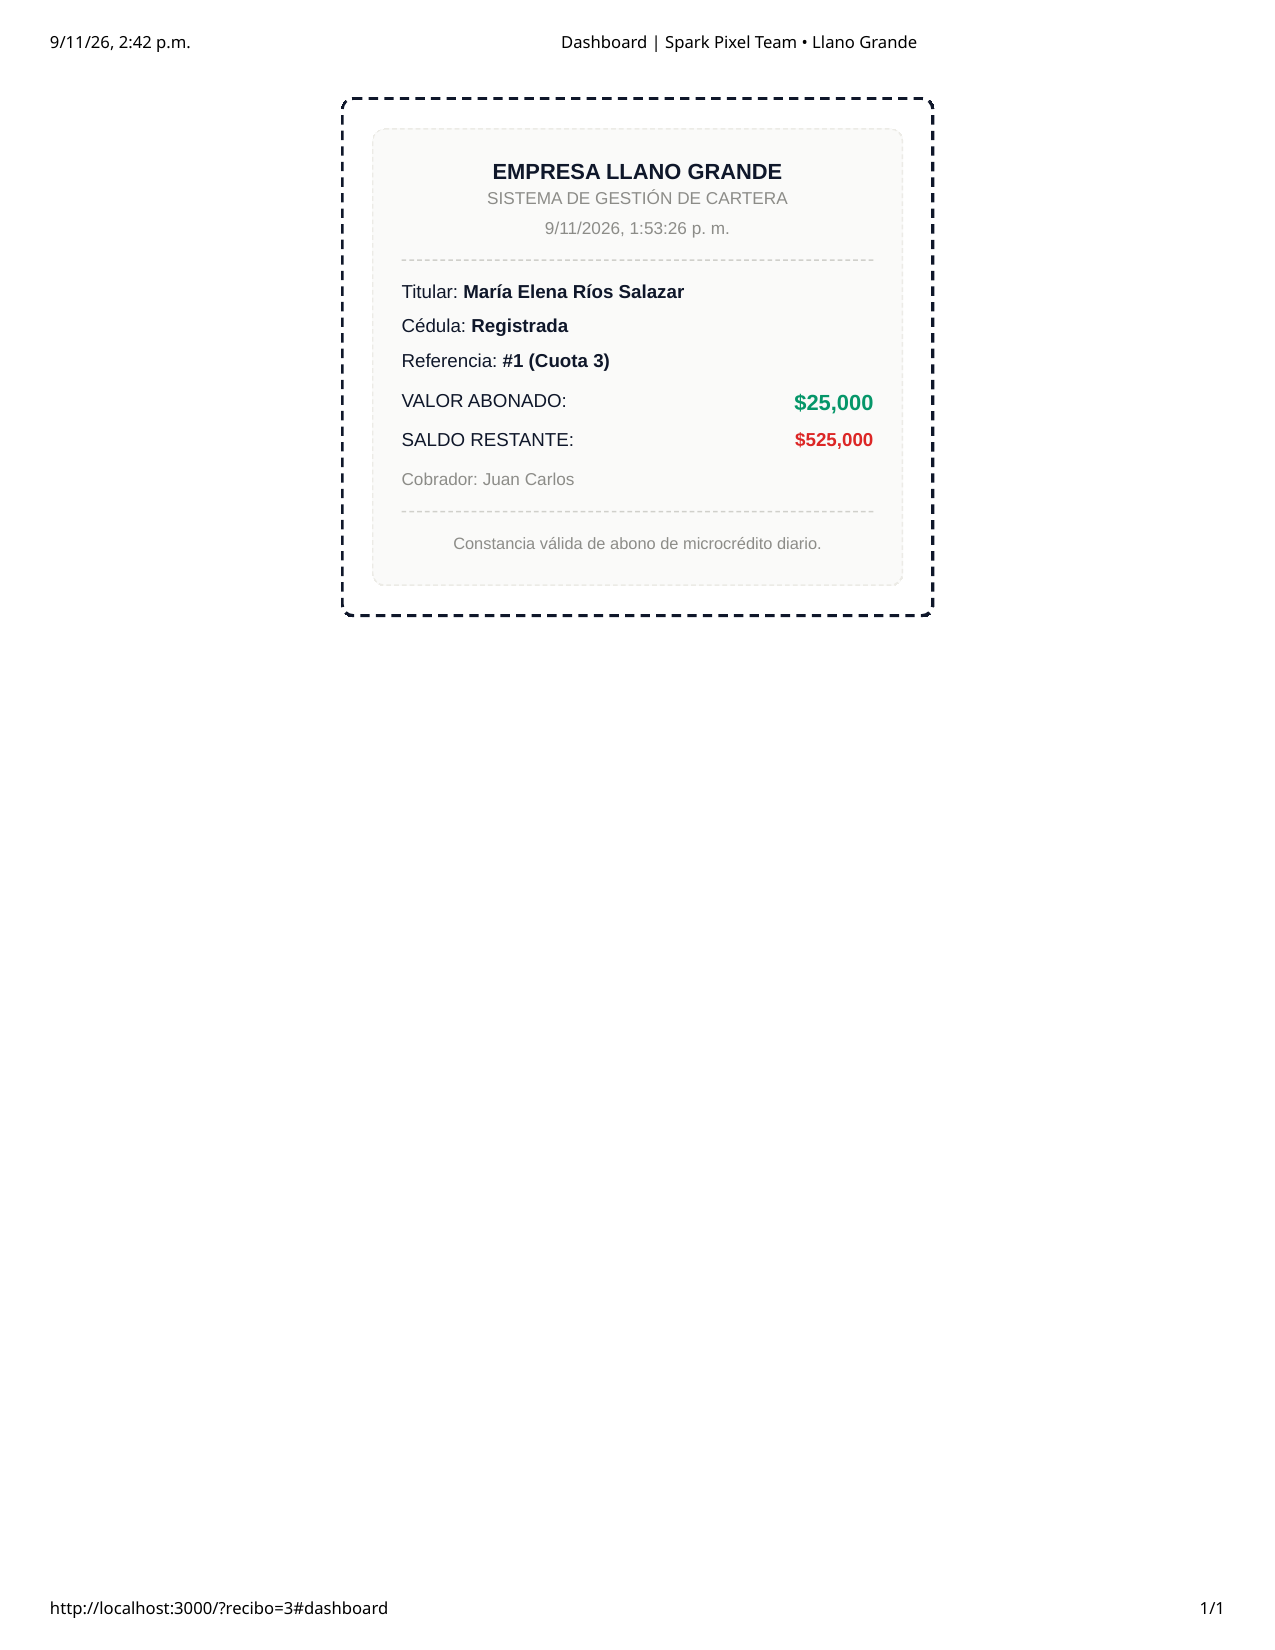 9/11/26, 2:42 p.m.
Dashboard | Spark Pixel Team • Llano Grande
EMPRESA LLANO GRANDE
SISTEMA DE GESTIÓN DE CARTERA
9/11/2026, 1:53:26 p. m.
Titular: María Elena Ríos Salazar
Cédula: Registrada
Referencia: #1 (Cuota 3)
VALOR ABONADO: $25,000
SALDO RESTANTE: $525,000
Cobrador: Juan Carlos
Constancia válida de abono de microcrédito diario.
http://localhost:3000/?recibo=3#dashboard
1/1